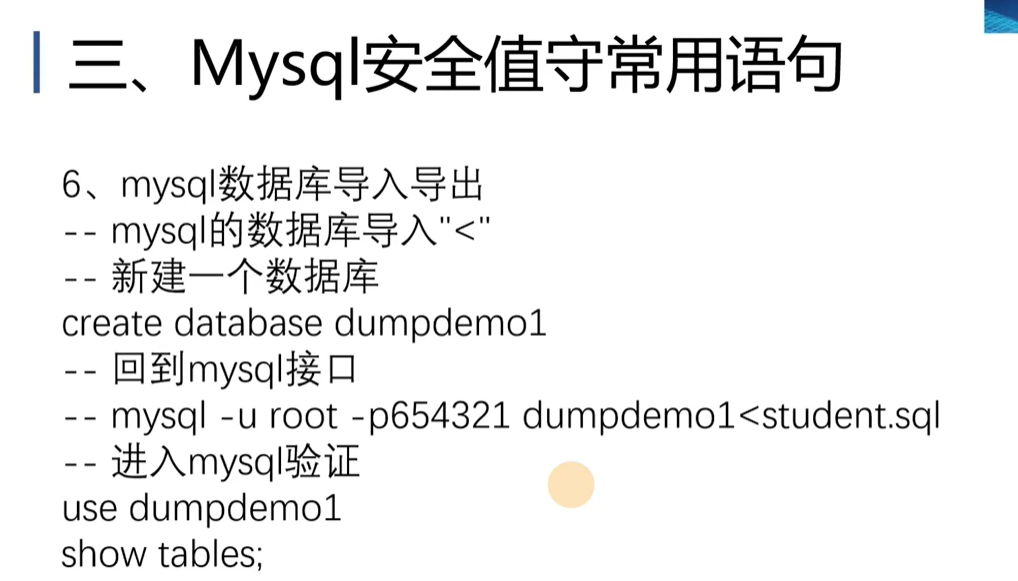 三、Mysql安全值守常用语句
6、mysql数据库导入导出
-- mysql的数据库导入"<"
-- 新建一个数据库
create database dumpdemo1
-- 回到mysql接口
-- mysql -u root -p654321 dumpdemo1<student.sql
-- 进入mysql验证
use dumpdemo1
show tables;